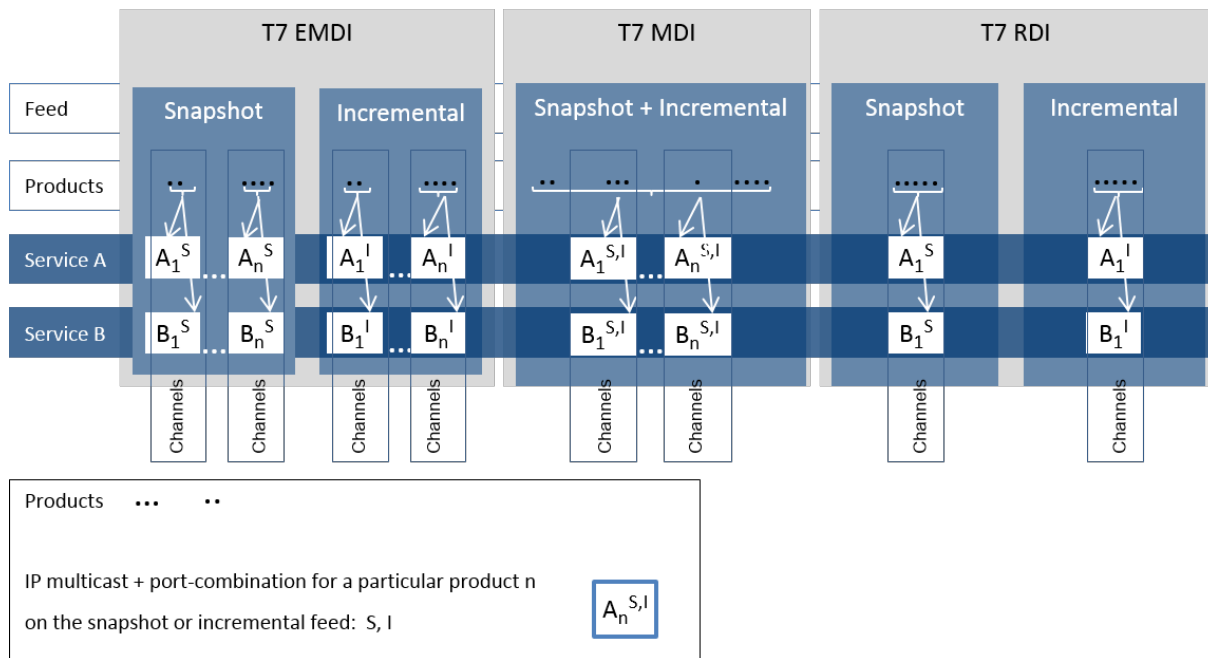 T7 EMDI T7 MDI T7 RDI
Feed Snapshot Incremental Snapshot + Incremental Snapshot Incremental
Products
Service A A₁ˢ ... Aₙˢ A₁ᴵ ... Aₙᴵ A₁ˢ,ᴵ ... Aₙˢ,ᴵ A₁ˢ A₁ᴵ
Service B B₁ˢ ... Bₙˢ B₁ᴵ ... Bₙᴵ B₁ˢ,ᴵ ... Bₙˢ,ᴵ B₁ˢ B₁ᴵ
Channels Channels Channels Channels Channels Channels Channels Channels
Products ... ..
IP multicast + port-combination for a particular product n
on the snapshot or incremental feed: S, I
Aₙˢ,ᴵ